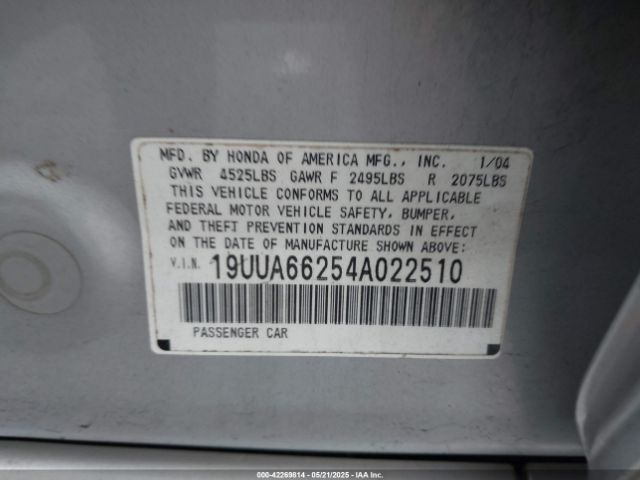 MFD. BY HONDA OF AMERICA MFG., INC. 1/04
GVWR 4525LBS GAWR F 2495LBS R 2075LBS
THIS VEHICLE CONFORMS TO ALL APPLICABLE
FEDERAL MOTOR VEHICLE SAFETY, BUMPER,
AND THEFT PREVENTION STANDARDS IN EFFECT
ON THE DATE OF MANUFACTURE SHOWN ABOVE:
V.I.N. 19UUA66254A022510
PASSENGER CAR
000-42269814 - 05/21/2025 - IAAI.COM